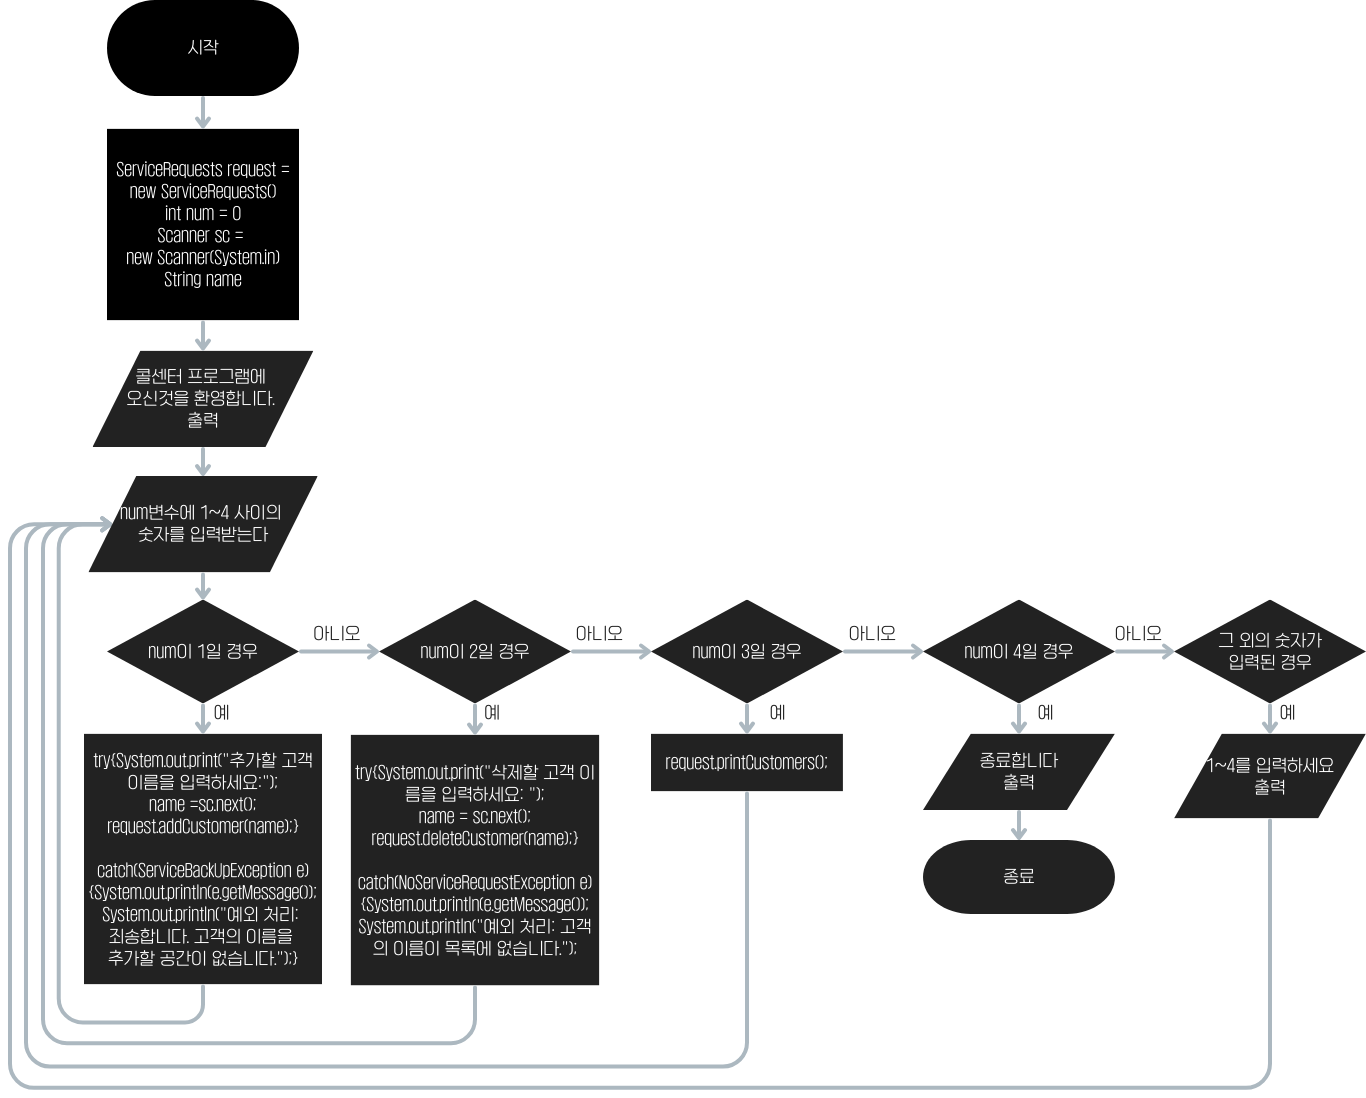 시작
ServiceRequests request =
new ServiceRequests()
int num = 0
Scanner sc =
new Scanner(System.in)
String name
콜센터 프로그램에
오신것을 환영합니다.
출력
num변수에 1~4 사이의
숫자를 입력받는다
num이 1일 경우
아니오
num이 2일 경우
아니오
num이 3일 경우
아니오
num이 4일 경우
아니오
그 외의 숫자가
입력된 경우
예
예
예
예
예
try{System.out.print("추가할 고객
이름을 입력하세요:");
name =sc.next();
request.addCustomer(name);}
catch(ServiceBackUpException e)
{System.out.println(e.getMessage());
System.out.println("예외 처리:
죄송합니다. 고객의 이름을
추가할 공간이 없습니다.");}
try{System.out.print("삭제할 고객 이
름을 입력하세요: ");
name = sc.next();
request.deleteCustomer(name);}
catch(NoServiceRequestException e)
{System.out.println(e.getMessage());
System.out.println("예외 처리: 고객
의 이름이 목록에 없습니다.");
request.printCustomers();
종료합니다
출력
종료
1~4를 입력하세요
출력